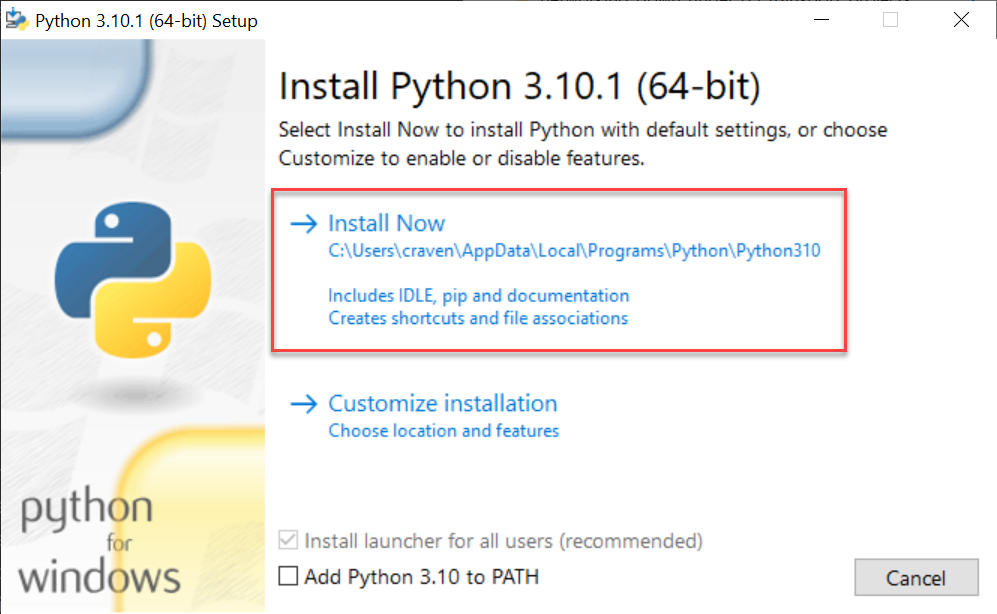 Python 3.10.1 (64-bit) Setup
Install Python 3.10.1 (64-bit)
Select Install Now to install Python with default settings, or choose
Customize to enable or disable features.
Install Now
C:\Users\craven\AppData\Local\Programs\Python\Python310
Includes IDLE, pip and documentation
Creates shortcuts and file associations
Customize installation
Choose location and features
python
for
windows
Install launcher for all users (recommended)
Add Python 3.10 to PATH
Cancel